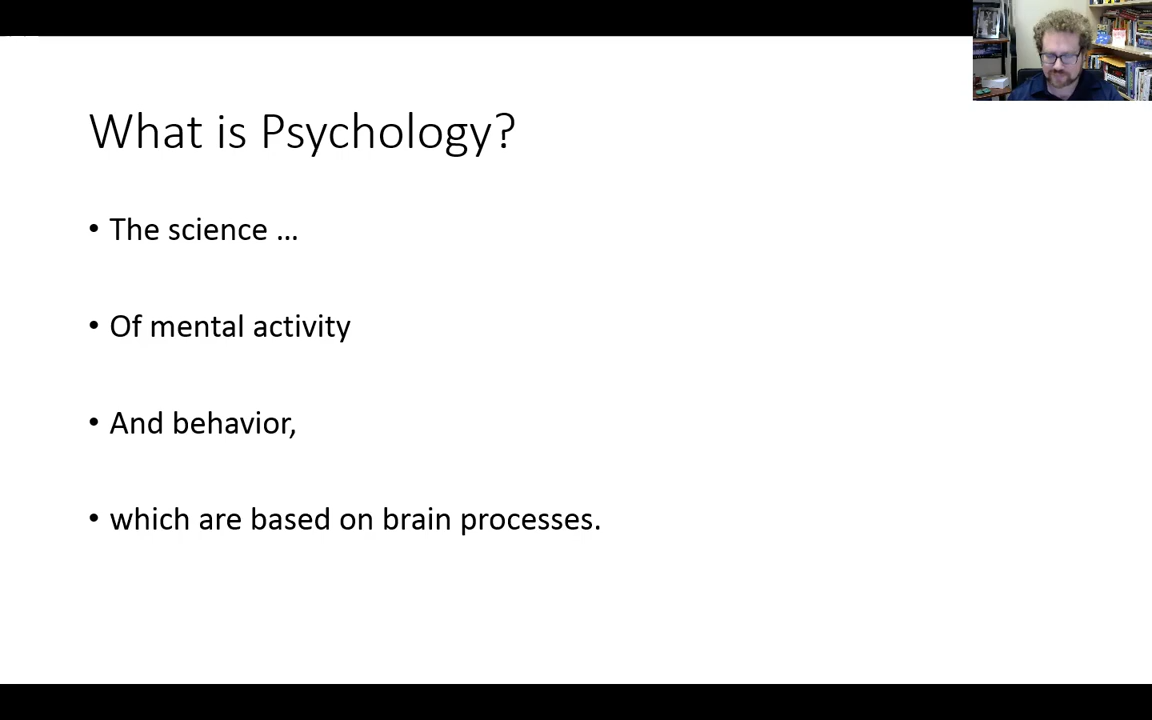 What is Psychology?
• The science …
• Of mental activity
• And behavior,
• which are based on brain processes.